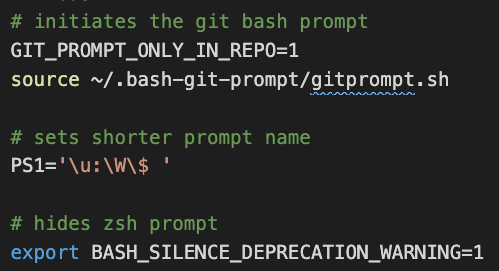 # initiates the git bash prompt
GIT_PROMPT_ONLY_IN_REPO=1
source ~/.bash-git-prompt/gitprompt.sh
# sets shorter prompt name
PS1='\u:\W\$ '
# hides zsh prompt
export BASH_SILENCE_DEPRECATION_WARNING=1